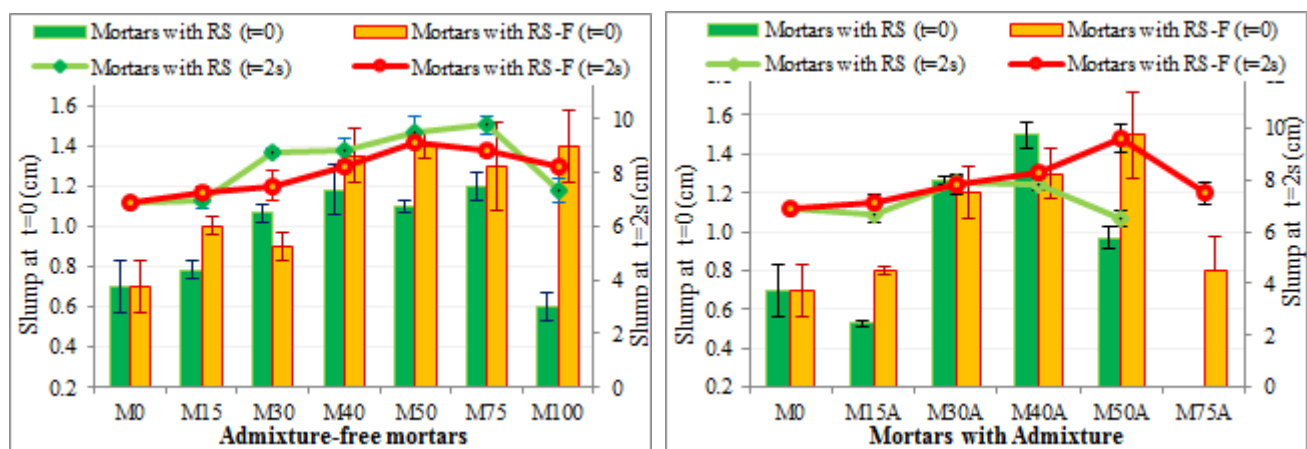 Mortars with RS (t=0) Mortars with RS-F (t=0)
Mortars with RS (t=2s) Mortars with RS-F (t=2s)
Slump at t=0 (cm)
1.6
1.4
1.2
1.0
0.8
0.6
0.4
0.2
10
8
6
4
2
0
Slump at t=2s (cm)
M0 M15 M30 M40 M50 M75 M100
Admixture-free mortars
Mortars with RS (t=0) Mortars with RS-F (t=0)
Mortars with RS (t=2s) Mortars with RS-F (t=2s)
Slump at t=0 (cm)
1.6
1.4
1.2
1.0
0.8
0.6
0.4
0.2
10
8
6
4
2
0
Slump at t=2s (cm)
M0 M15A M30A M40A M50A M75A
Mortars with Admixture